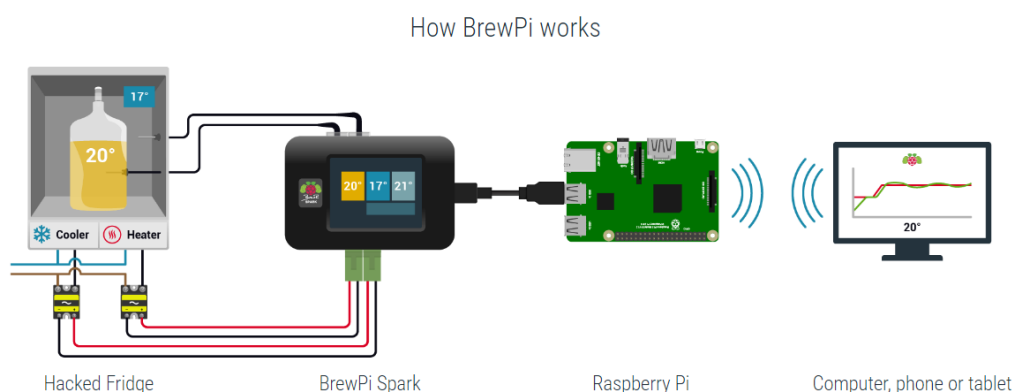 How BrewPi works
17°
20°
20° 17° 21°
20°
Cooler Heater
Hacked Fridge
BrewPi Spark
Raspberry Pi
Computer, phone or tablet